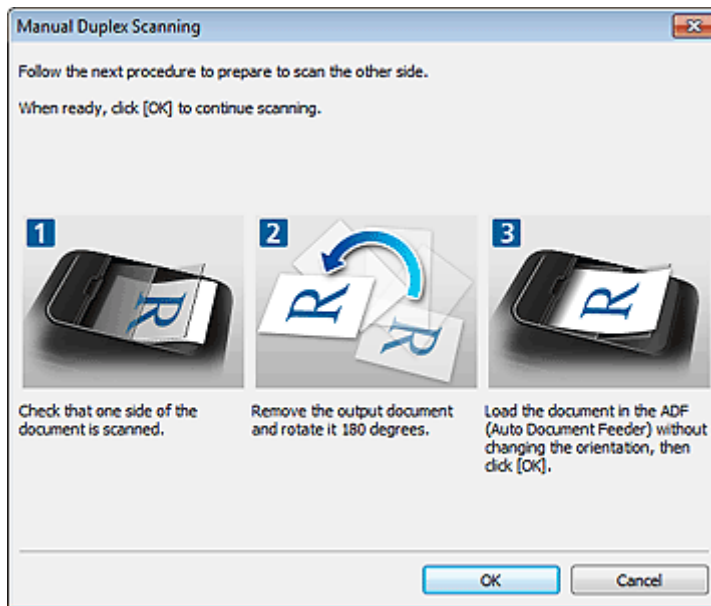 Manual Duplex Scanning
Follow the next procedure to prepare to scan the other side.
When ready, click [OK] to continue scanning.
1
R
2
R
R
3
R
Check that one side of the
document is scanned.
Remove the output document
and rotate it 180 degrees.
Load the document in the ADF
(Auto Document Feeder) without
changing the orientation, then
click [OK].
OK
Cancel